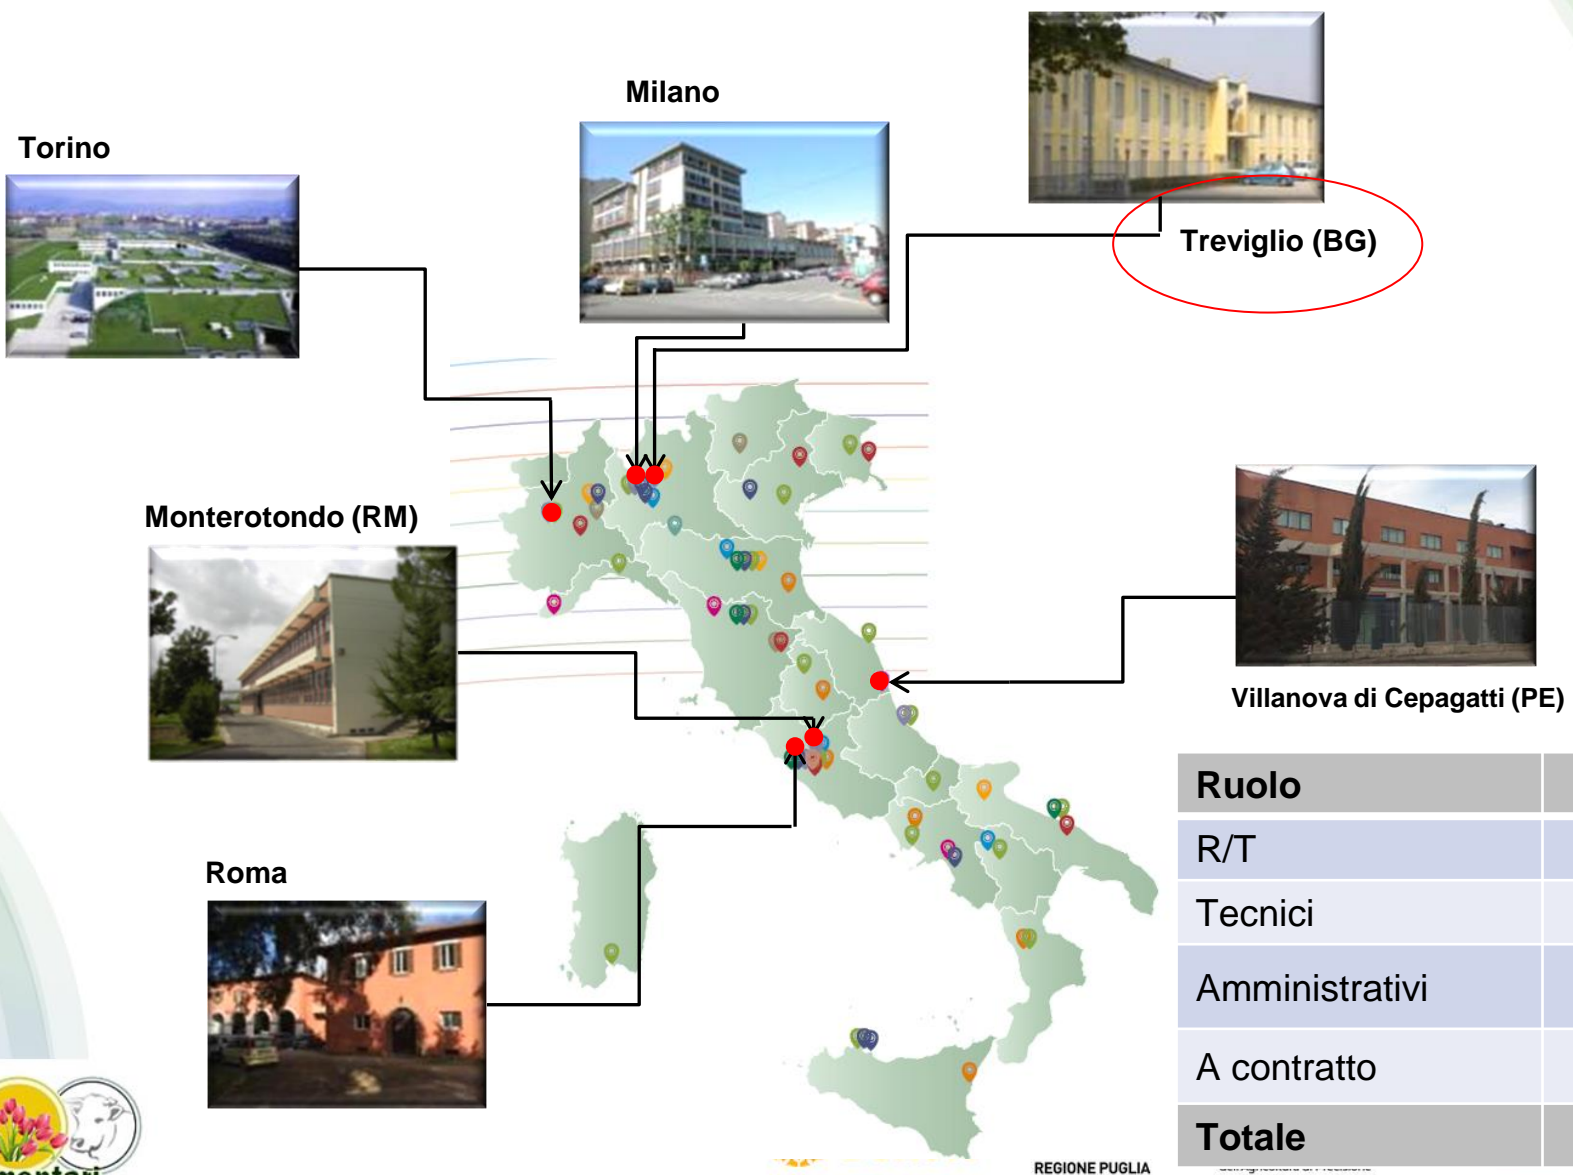 Milano
Torino
Treviglio (BG)
Monterotondo (RM)
Villanova di Cepagatti (PE)
Roma
Ruolo
R/T
Tecnici
Amministrativi
A contratto
Totale
REGIONE PUGLIA